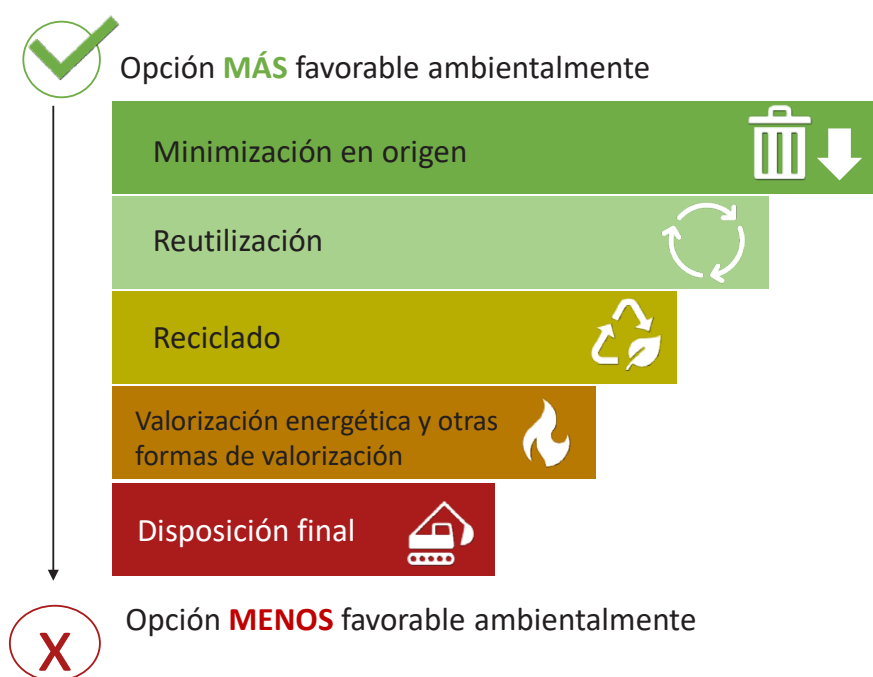 Opción MÁS favorable ambientalmente
Minimización en origen
Reutilización
Reciclado
Valorización energética y otras
formas de valorización
Disposición final
Opción MENOS favorable ambientalmente
X